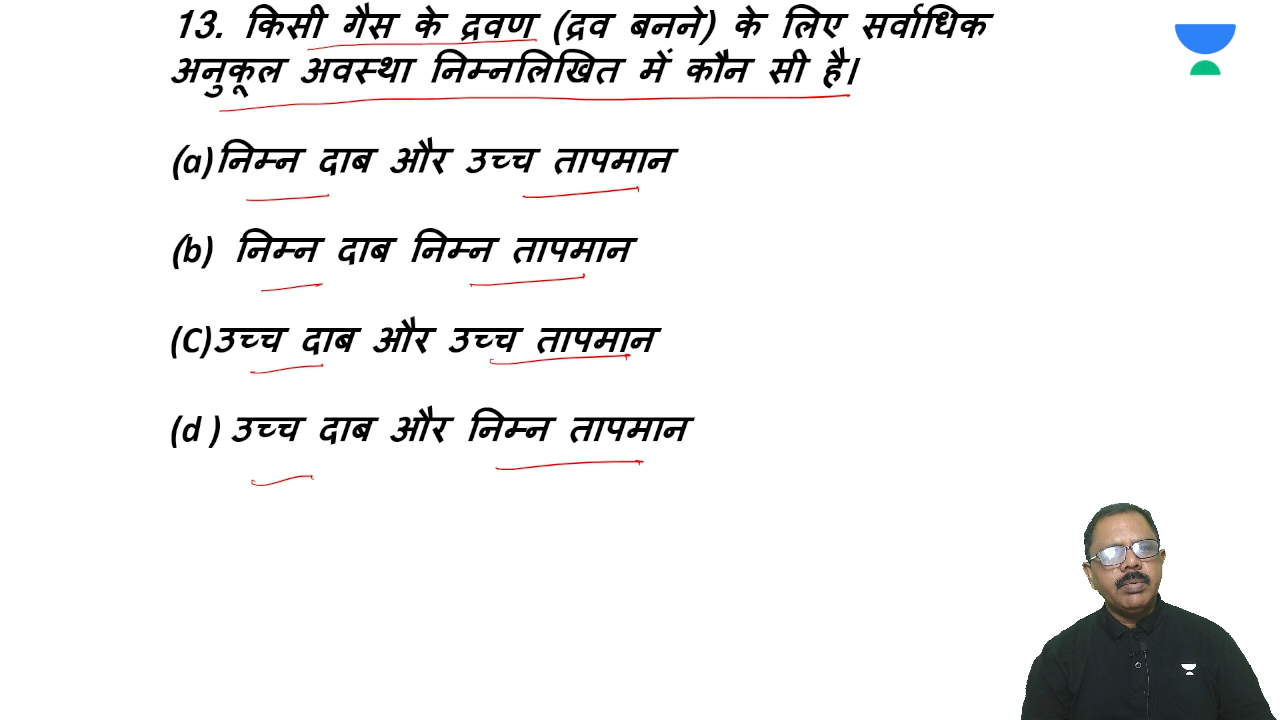 13. किसी गैस के द्रवण (द्रव बनने) के लिए सर्वाधिक
अनुकूल अवस्था निम्नलिखित में कौन सी है।
(a)निम्न दाब और उच्च तापमान
(b) निम्न दाब निम्न तापमान
(C)उच्च दाब और उच्च तापमान
(d ) उच्च दाब और निम्न तापमान